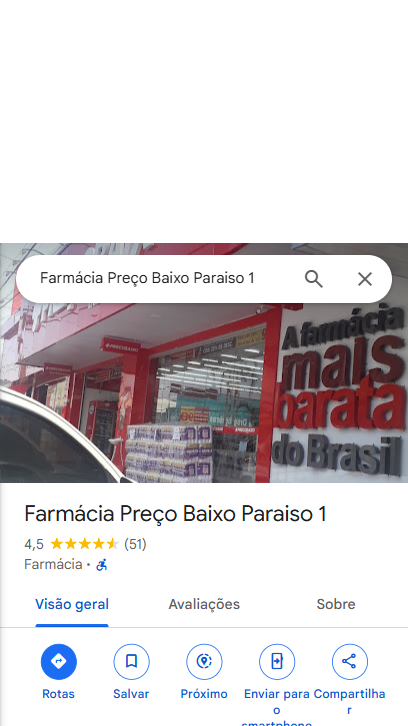 Farmácia Preço Baixo Paraiso 1
A farmácia
mais
barata
do Brasil
Farmácia Preço Baixo Paraiso 1
4,5 (51)
Farmácia ·
Visão geral Avaliações Sobre
Rotas Salvar Próximo Enviar para Compartilha
o r
smartphone